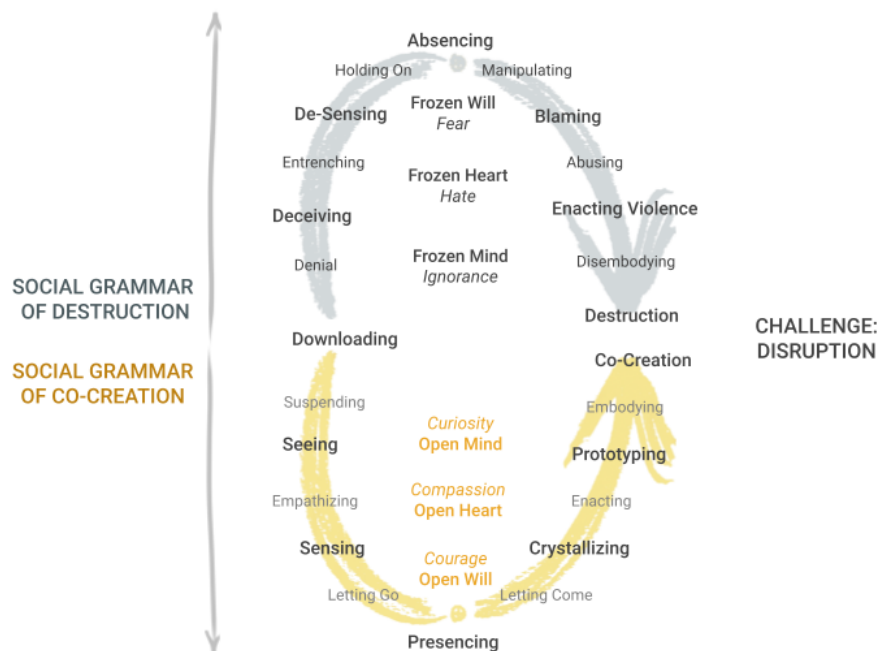 Absencing
Holding On
Manipulating
De-Sensing
Frozen Will
Fear
Blaming
Entrenching
Frozen Heart
Hate
Abusing
Deceiving
Enacting Violence
Denial
Frozen Mind
Ignorance
Disembodying
SOCIAL GRAMMAR
OF DESTRUCTION
Destruction
Downloading
CHALLENGE:
DISRUPTION
SOCIAL GRAMMAR
OF CO-CREATION
Co-Creation
Suspending
Embodying
Seeing
Curiosity
Open Mind
Prototyping
Empathizing
Compassion
Open Heart
Enacting
Sensing
Courage
Open Will
Crystallizing
Letting Go
Letting Come
Presencing